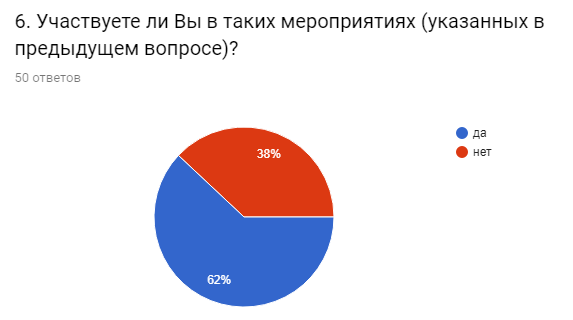 6. Участвуете ли Вы в таких мероприятиях (указанных в
предыдущем вопросе)?
50 ответов
да
нет
38%
62%